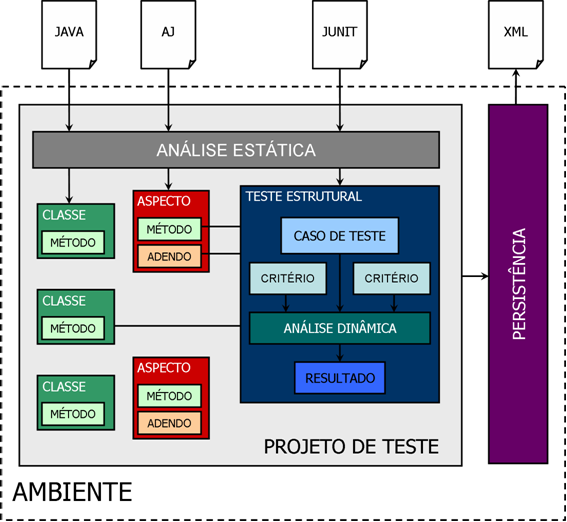 JAVA
AJ
JUNIT
XML
ANÁLISE ESTÁTICA
CLASSE
MÉTODO
ASPECTO
MÉTODO
ADENDO
TESTE ESTRUTURAL
CASO DE TESTE
CRITÉRIO
CRITÉRIO
CLASSE
MÉTODO
ANÁLISE DINÂMICA
RESULTADO
CLASSE
MÉTODO
ASPECTO
MÉTODO
ADENDO
PROJETO DE TESTE
PERSISTÊNCIA
AMBIENTE